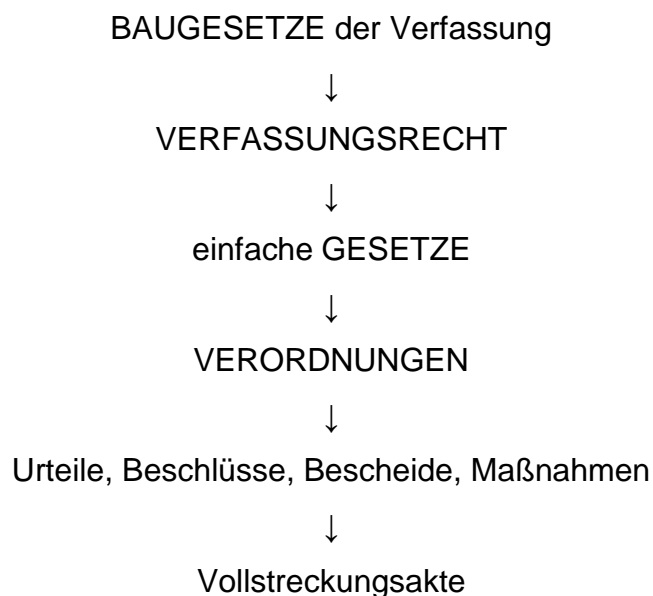 BAUGESETZE der Verfassung
↓
VERFASSUNGSRECHT
↓
einfache GESETZE
↓
VERORDNUNGEN
↓
Urteile, Beschlüsse, Bescheide, Maßnahmen
↓
Vollstreckungsakte